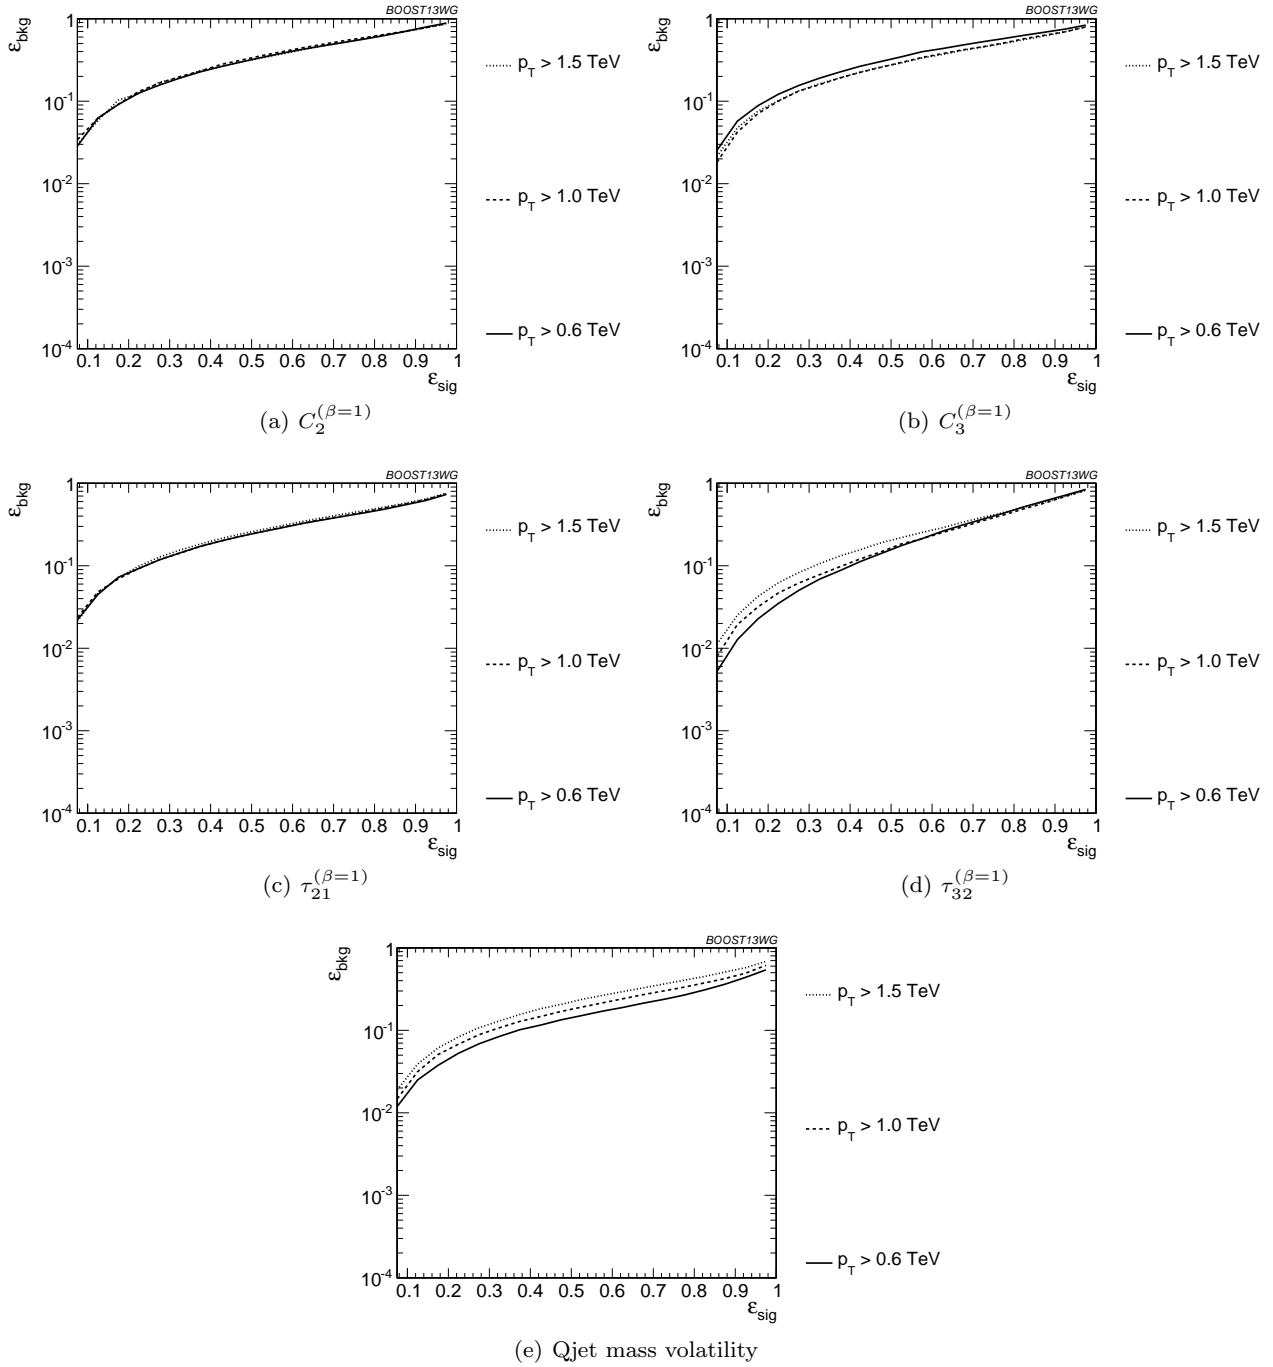 BOOST13WG
ε_bkg
1
10^-1
10^-2
10^-3
10^-4
0.1 0.2 0.3 0.4 0.5 0.6 0.7 0.8 0.9 1
ε_sig
p_T > 1.5 TeV
p_T > 1.0 TeV
p_T > 0.6 TeV
(a) C_2^(β=1)
BOOST13WG
ε_bkg
1
10^-1
10^-2
10^-3
10^-4
0.1 0.2 0.3 0.4 0.5 0.6 0.7 0.8 0.9 1
ε_sig
p_T > 1.5 TeV
p_T > 1.0 TeV
p_T > 0.6 TeV
(b) C_3^(β=1)
BOOST13WG
ε_bkg
1
10^-1
10^-2
10^-3
10^-4
0.1 0.2 0.3 0.4 0.5 0.6 0.7 0.8 0.9 1
ε_sig
p_T > 1.5 TeV
p_T > 1.0 TeV
p_T > 0.6 TeV
(c) τ_21^(β=1)
BOOST13WG
ε_bkg
1
10^-1
10^-2
10^-3
10^-4
0.1 0.2 0.3 0.4 0.5 0.6 0.7 0.8 0.9 1
ε_sig
p_T > 1.5 TeV
p_T > 1.0 TeV
p_T > 0.6 TeV
(d) τ_32^(β=1)
BOOST13WG
ε_bkg
1
10^-1
10^-2
10^-3
10^-4
0.1 0.2 0.3 0.4 0.5 0.6 0.7 0.8 0.9 1
ε_sig
p_T > 1.5 TeV
p_T > 1.0 TeV
p_T > 0.6 TeV
(e) Qjet mass volatility